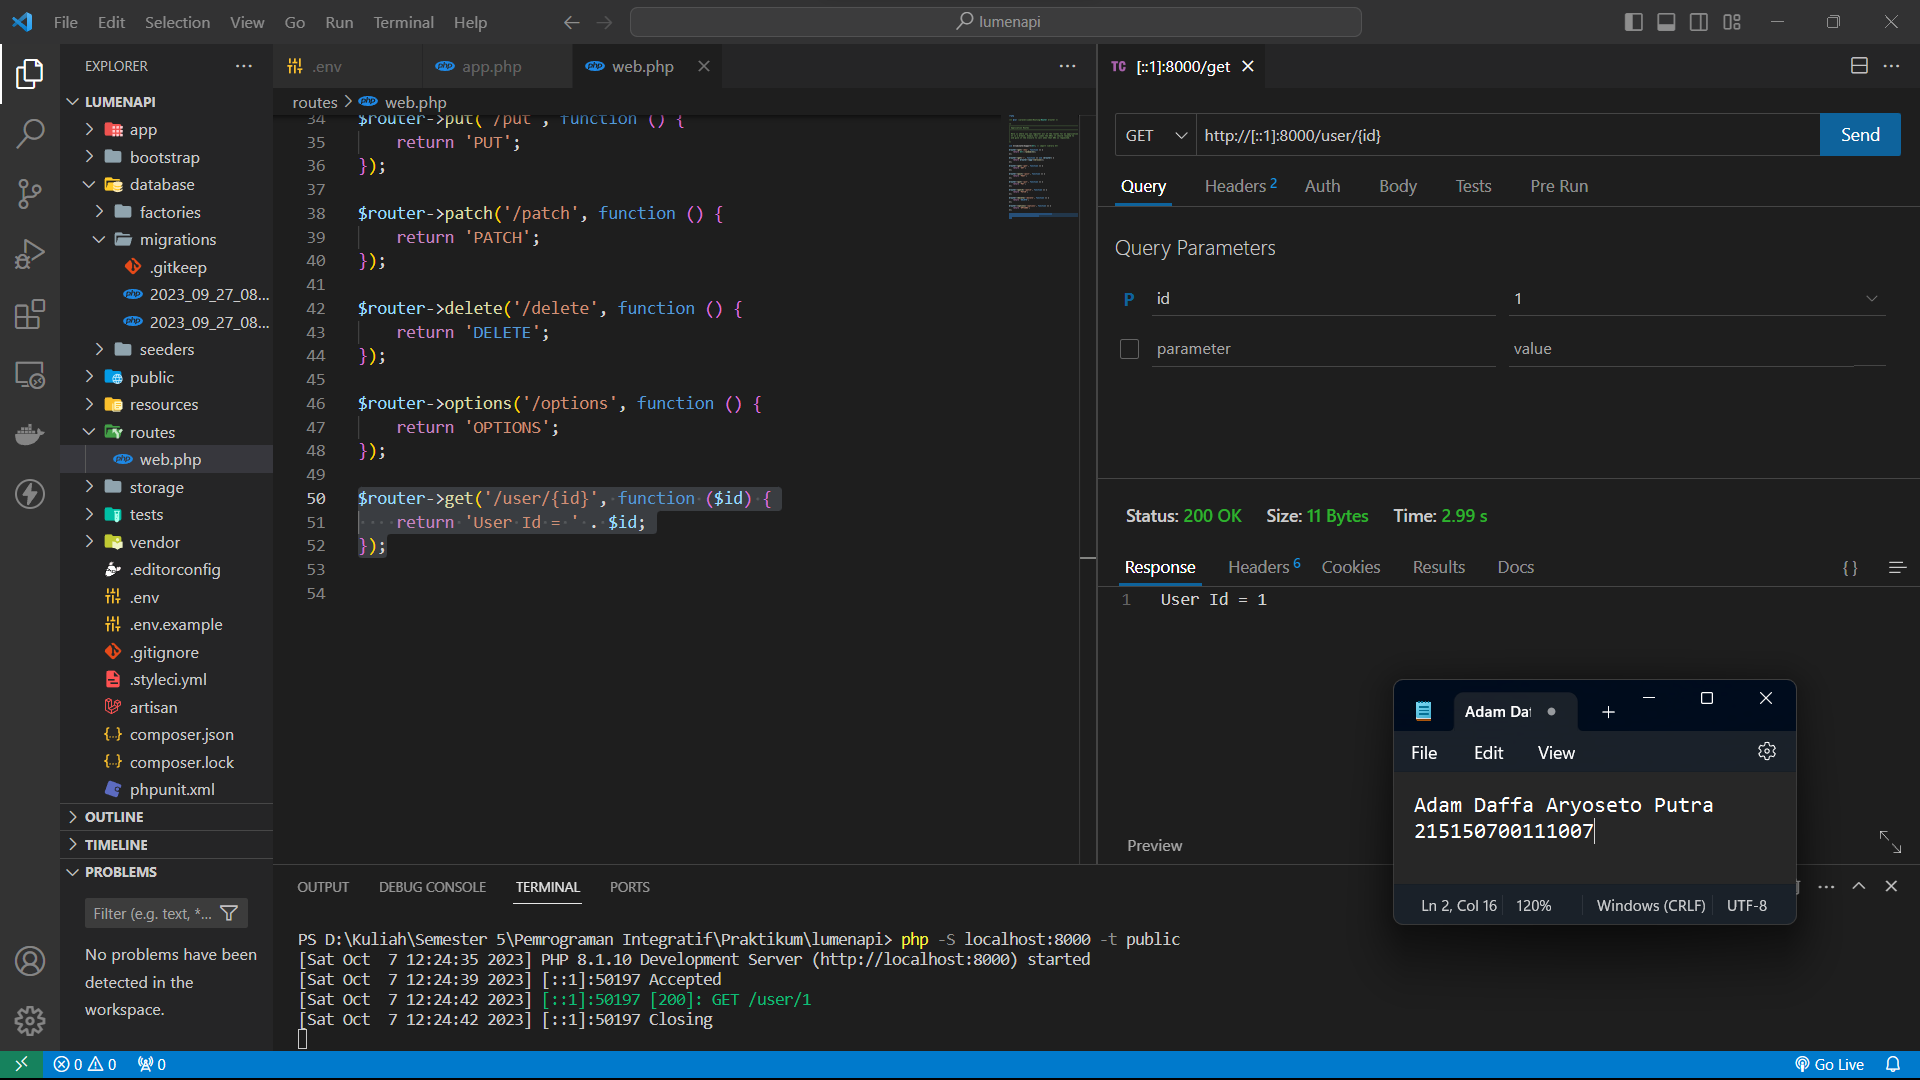 File Edit Selection View Go Run Terminal Help
lumenapi
EXPLORER
LUMENAPI
app
bootstrap
database
factories
migrations
.gitkeep
2023_09_27_08...
2023_09_27_08...
seeders
public
resources
routes
web.php
storage
tests
vendor
.editorconfig
.env
.env.example
.gitignore
.styleci.yml
artisan
composer.json
composer.lock
phpunit.xml
OUTLINE
TIMELINE
PROBLEMS
Filter (e.g. text, *...
No problems have been
detected in the
workspace.
.env
php app.php
php web.php
routes > php web.php
34 $router->put('/put', function () {
35 return 'PUT';
36 });
37
38 $router->patch('/patch', function () {
39 return 'PATCH';
40 });
41
42 $router->delete('/delete', function () {
43 return 'DELETE';
44 });
45
46 $router->options('/options', function () {
47 return 'OPTIONS';
48 });
49
50 $router->get('/user/{id}', function ($id) {
51 return 'User Id = ' . $id;
52 });
53
54
TC [::1]:8000/get
GET http://[::1]:8000/user/{id} Send
Query Headers 2 Auth Body Tests Pre Run
Query Parameters
P id 1
parameter value
Status: 200 OK Size: 11 Bytes Time: 2.99 s
Response Headers 6 Cookies Results Docs {}
1 User Id = 1
Preview
Adam Da
File Edit View
Adam Daffa Aryoseto Putra
215150700111007
Ln 2, Col 16 120% Windows (CRLF) UTF-8
OUTPUT DEBUG CONSOLE TERMINAL PORTS
PS D:\Kuliah\Semester 5\Pemrograman Integratif\Praktikum\lumenapi> php -S localhost:8000 -t public
[Sat Oct  7 12:24:35 2023] PHP 8.1.10 Development Server (http://localhost:8000) started
[Sat Oct  7 12:24:39 2023] [::1]:50197 Accepted
[Sat Oct  7 12:24:42 2023] [::1]:50197 [200]: GET /user/1
[Sat Oct  7 12:24:42 2023] [::1]:50197 Closing
0 0 0
Go Live